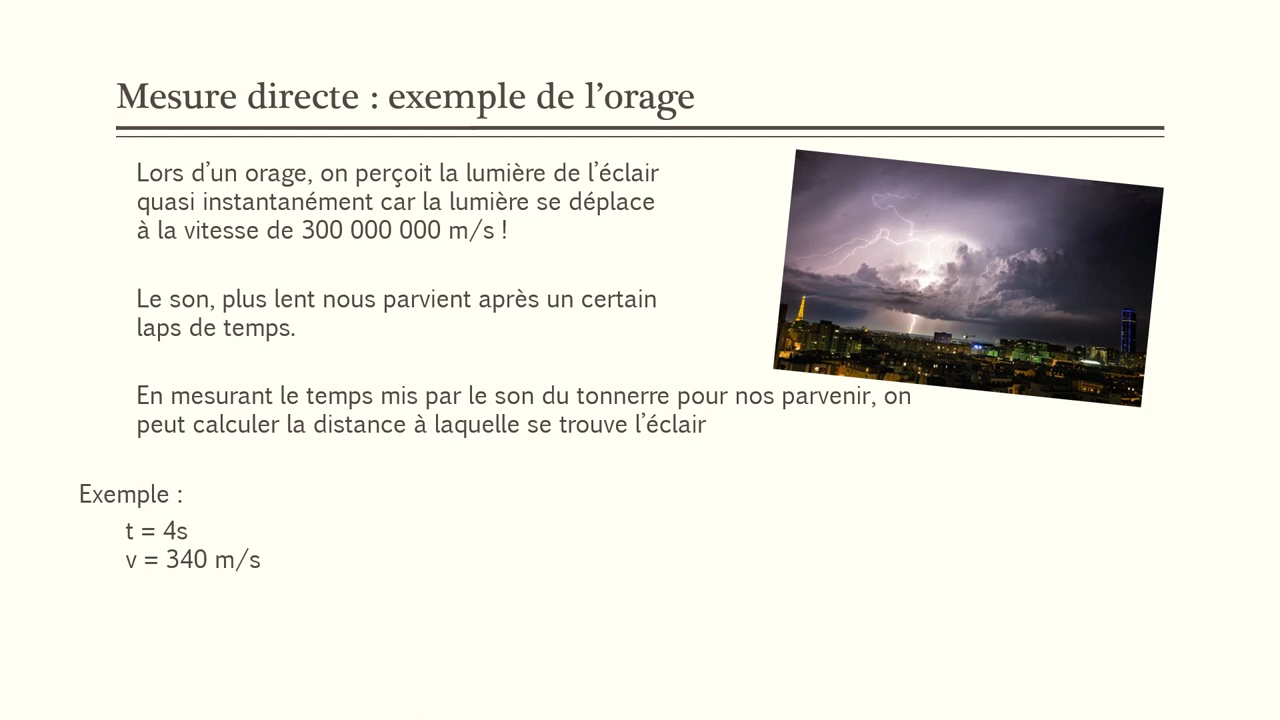 Mesure directe : exemple de l’orage
Lors d’un orage, on perçoit la lumière de l’éclair
quasi instantanément car la lumière se déplace
à la vitesse de 300 000 000 m/s !
Le son, plus lent nous parvient après un certain
laps de temps.
En mesurant le temps mis par le son du tonnerre pour nos parvenir, on
peut calculer la distance à laquelle se trouve l’éclair
Exemple :
t = 4s
v = 340 m/s